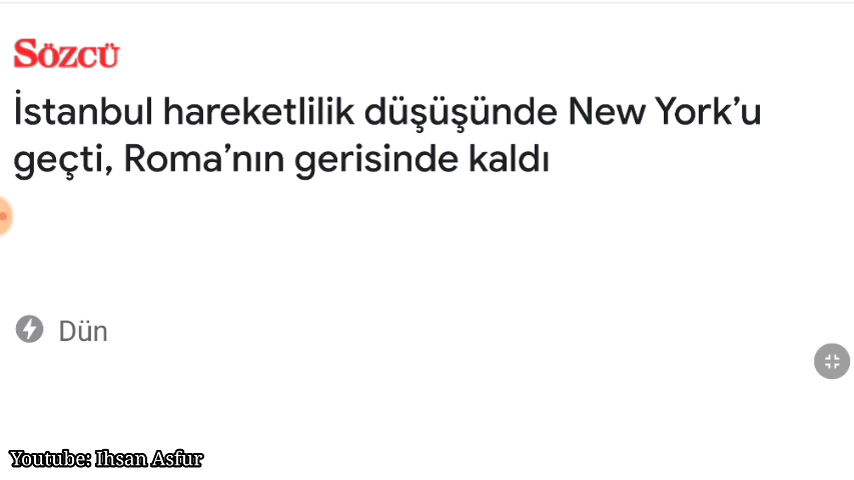 Sözcü
İstanbul hareketlilik düşüşünde New York’u
geçti, Roma’nın gerisinde kaldı
Dün
Youtube: Ihsan Asfur